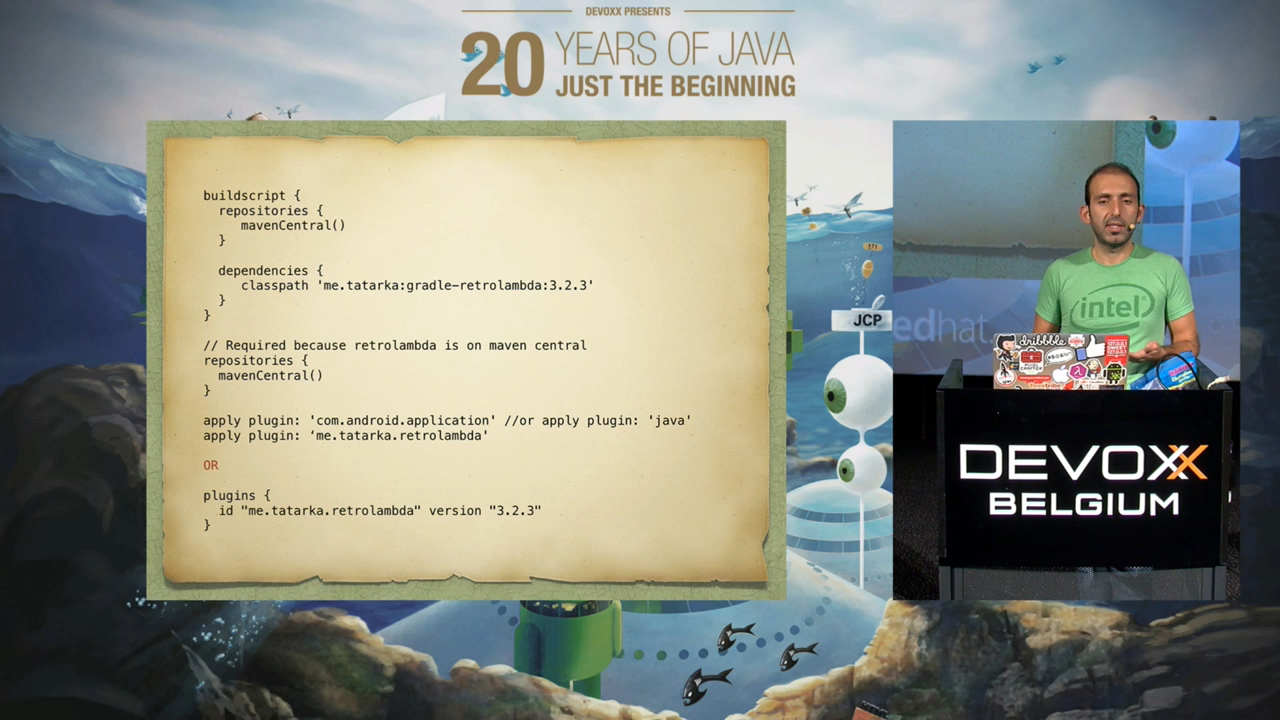 DEVOXX PRESENTS
20 YEARS OF JAVA
JUST THE BEGINNING
buildscript {
repositories {
mavenCentral()
}
dependencies {
classpath 'me.tatarka:gradle-retrolambda:3.2.3'
}
}
// Required because retrolambda is on maven central
repositories {
mavenCentral()
}
apply plugin: 'com.android.application' //or apply plugin: 'java'
apply plugin: ‘me.tatarka.retrolambda'
OR
plugins {
id "me.tatarka.retrolambda" version "3.2.3"
}
JCP
edhat.
intel
dribbble
DEVOXX
BELGIUM